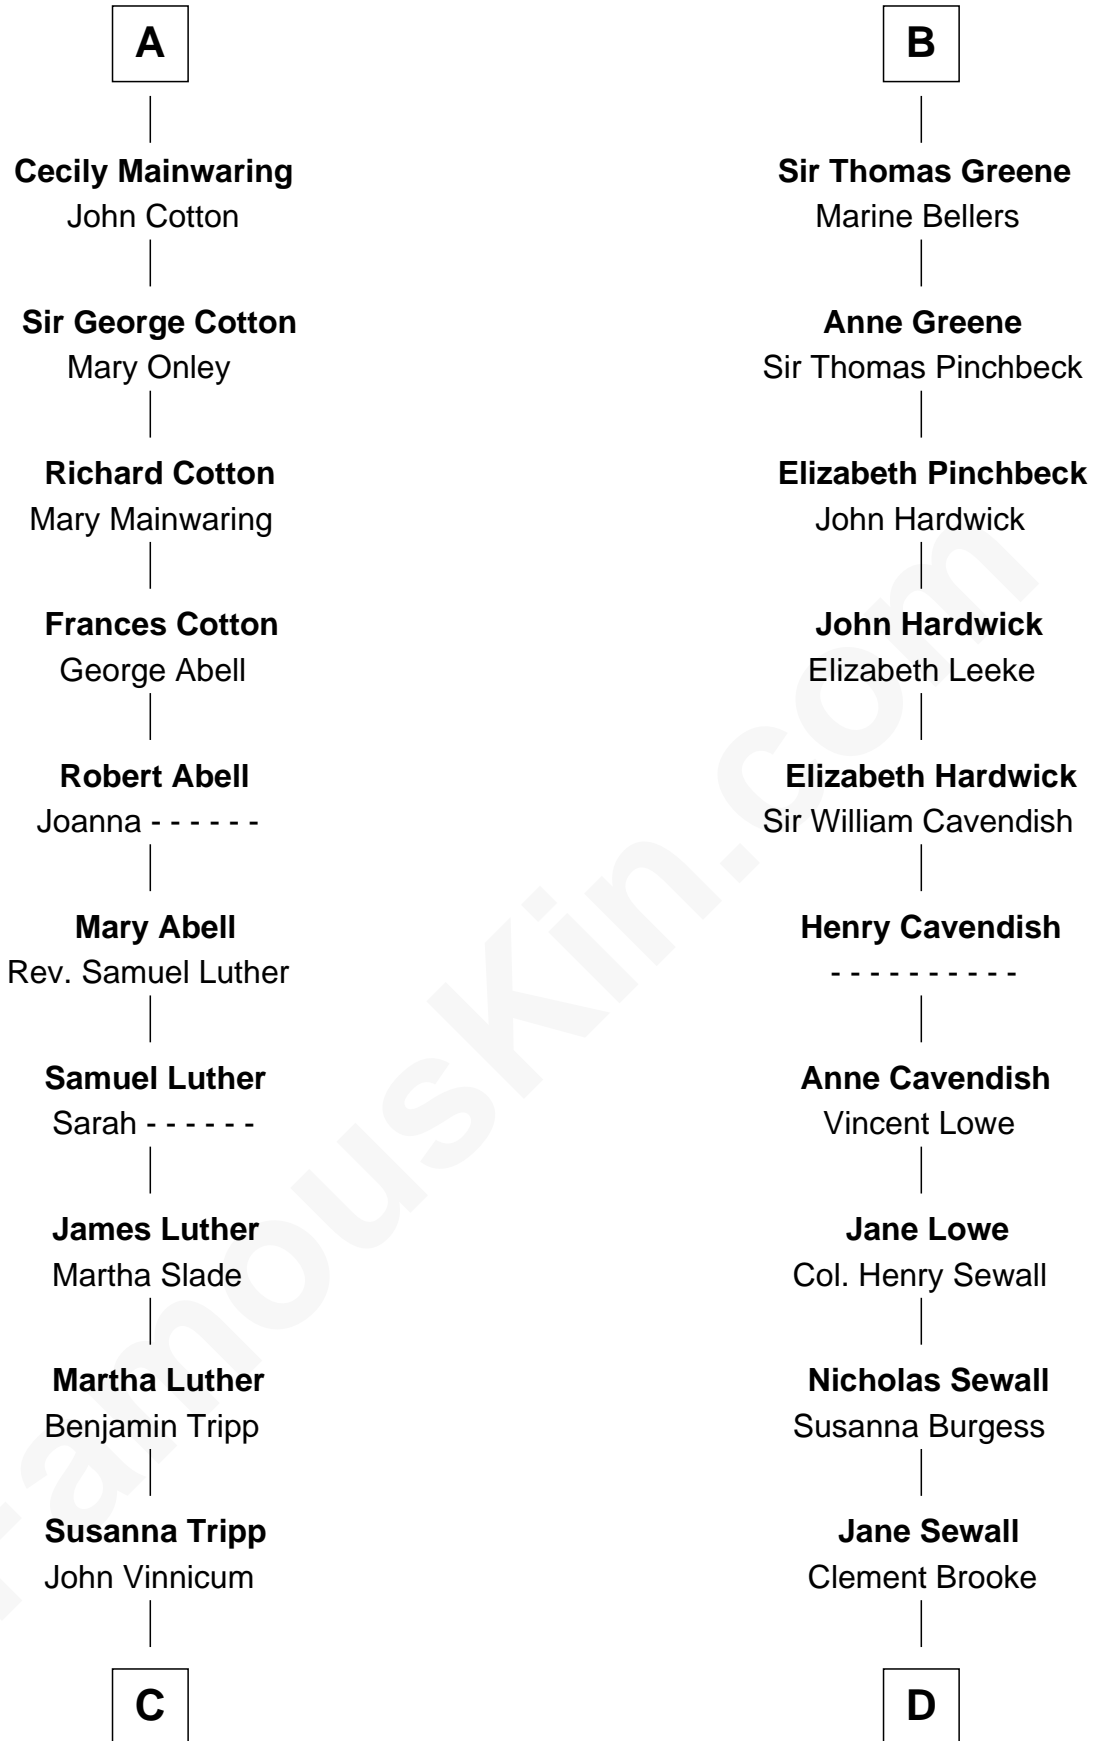 A
Cecily Mainwaring
John Cotton
Sir George Cotton
Mary Onley
Richard Cotton
Mary Mainwaring
Frances Cotton
George Abell
Robert Abell
Joanna - - - - - -
Mary Abell
Rev. Samuel Luther
Samuel Luther
Sarah - - - - - -
James Luther
Martha Slade
Martha Luther
Benjamin Tripp
Susanna Tripp
John Vinnicum
C
B
Sir Thomas Greene
Marine Bellers
Anne Greene
Sir Thomas Pinchbeck
Elizabeth Pinchbeck
John Hardwick
John Hardwick
Elizabeth Leeke
Elizabeth Hardwick
Sir William Cavendish
Henry Cavendish
- - - - - - - - - -
Anne Cavendish
Vincent Lowe
Jane Lowe
Col. Henry Sewall
Nicholas Sewall
Susanna Burgess
Jane Sewall
Clement Brooke
D
FamousKin.com